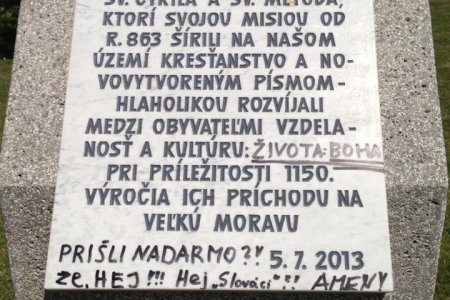 SV. CYRILA A SV. METODA,
KTORÍ SVOJOU MISIOU OD
R. 863 ŠÍRILI NA NAŠOM
ÚZEMÍ KRESŤANSTVO A NO-
VOVYTVORENÝM PÍSMOM-
HLAHOLIKOU ROZVÍJALI
MEDZI OBYVATEĽMI VZDELA-
NOSŤ A KULTÚRU: ŽIVOTA-BOHA
PRI PRÍLEŽITOSTI 1150.
VÝROČIA ICH PRÍCHODU NA
VEĽKÚ MORAVU
PRIŠLI NADARMO?! 5.7.2013
že, HEJ!!! Hej „Slováci"?! AMEN!